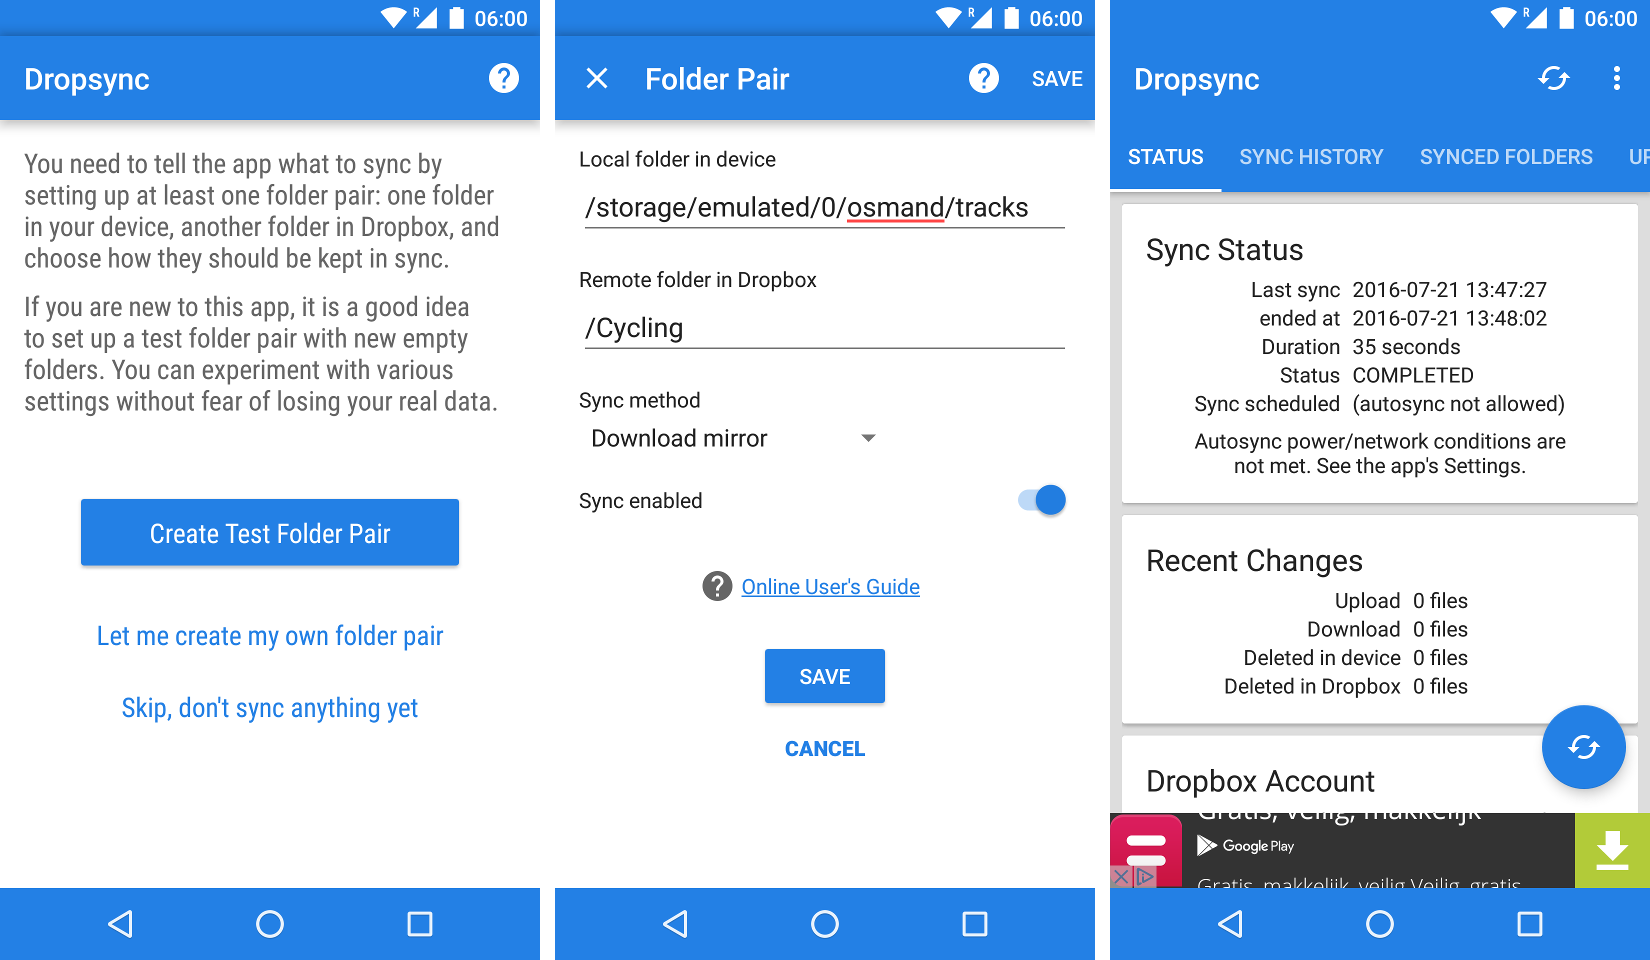 R 06:00
Dropsync
You need to tell the app what to sync by
setting up at least one folder pair: one folder
in your device, another folder in Dropbox, and
choose how they should be kept in sync.
If you are new to this app, it is a good idea
to set up a test folder pair with new empty
folders. You can experiment with various
settings without fear of losing your real data.
Create Test Folder Pair
Let me create my own folder pair
Skip, don't sync anything yet
R 06:00
Folder Pair SAVE
Local folder in device
/storage/emulated/0/osmand/tracks
Remote folder in Dropbox
/Cycling
Sync method
Download mirror
Sync enabled
Online User's Guide
SAVE
CANCEL
R 06:00
Dropsync
STATUS SYNC HISTORY SYNCED FOLDERS
Sync Status
Last sync 2016-07-21 13:47:27
ended at 2016-07-21 13:48:02
Duration 35 seconds
Status COMPLETED
Sync scheduled (autosync not allowed)
Autosync power/network conditions are
not met. See the app's Settings.
Recent Changes
Upload 0 files
Download 0 files
Deleted in device 0 files
Deleted in Dropbox 0 files
Dropbox Account
Gratis, veilig, makkelijk
Google Play
Gratis, makkelijk, veilig Veilig, gratis